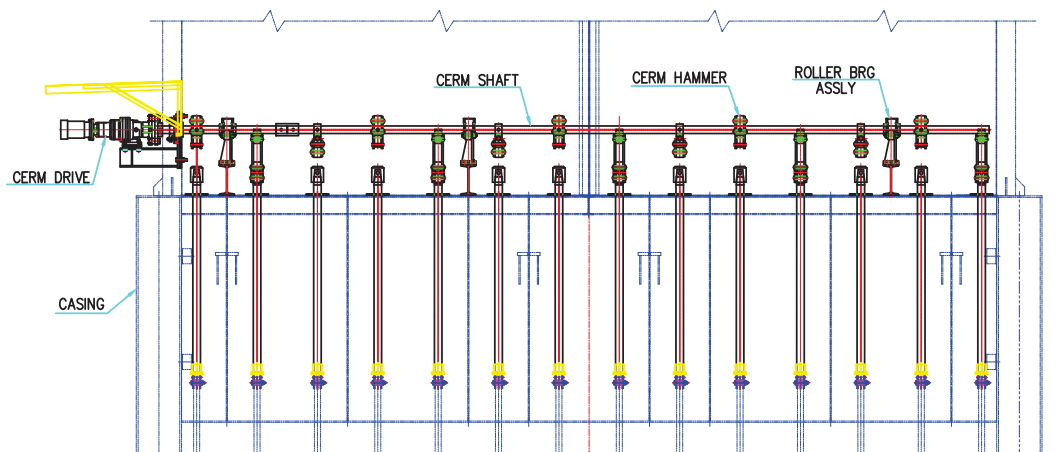 ROLLER BRG
ASSLY
CERM SHAFT
CERM HAMMER
CERM DRIVE
CASING